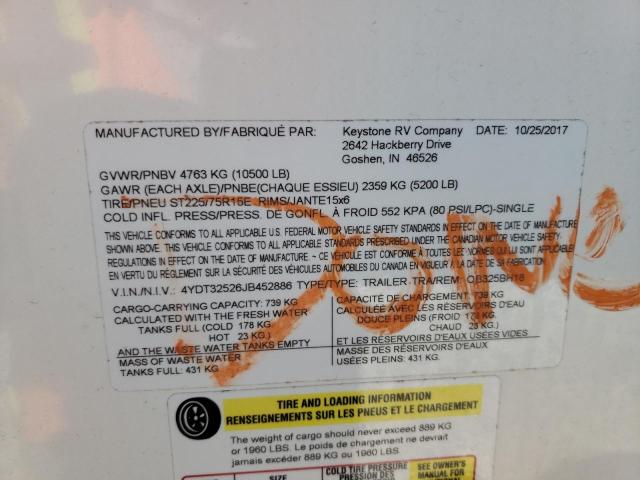 MANUFACTURED BY/FABRIQUÉ PAR: Keystone RV Company DATE: 10/25/2017
2642 Hackberry Drive
Goshen, IN 46526
GVWR/PNBV 4763 KG (10500 LB)
GAWR (EACH AXLE)/PNBE(CHAQUE ESSIEU) 2359 KG (5200 LB)
TIRE/PNEU ST225/75R15E RIMS/JANTE15x6
COLD INFL. PRESS/PRESS. DE GONFL. À FROID 552 KPA (80 PSI/LPC)-SINGLE
THIS VEHICLE CONFORMS TO ALL APPLICABLE U.S. FEDERAL MOTOR VEHICLE SAFETY STANDARDS IN EFFECT ON THE DATE OF MANUFACTURE
SHOWN ABOVE. THIS VEHICLE CONFORMS TO ALL APPLICABLE STANDARDS PRESCRIBED UNDER THE CANADIAN MOTOR VEHICLE SAFETY
REGULATIONS IN EFFECT ON THE DATE OF MANUFACTURE ~ CE VEHICULE EST CONFORME À TOUTES LES NORMES QUI LUI SONT APPLICABLES
EN VERTU DU RÈGLEMENT SUR LA SÉCURITÉ DES VÉHICULES AUTOMOBILES DU CANADA EN VIGUEUR À LA DATE DE SA FABRICATION
V.I.N./N.I.V.: 4YDT32526JB452886 TYPE/TYPE: TRAILER TRA/REM: QB325BH18
CARGO-CARRYING CAPACITY: 739 KG
CALCULATED WITH THE FRESH WATER
TANKS FULL (COLD 178 KG
HOT 23 KG)
AND THE WASTE WATER TANKS EMPTY
MASS OF WASTE WATER
TANKS FULL: 431 KG
CAPACITÉ DE CHARGEMENT: 739 KG
CALCULÉE AVEC LES RÉSERVOIRS D'EAU
DOUCE PLEINS (FROID 178 KG
CHAUD 23 KG)
ET LES RÉSERVOIRS D'EAUX USÉES VIDES
MASSE DES RÉSERVOIRS D'EAUX
USÉES PLEINS: 431 KG.
TIRE AND LOADING INFORMATION
RENSEIGNEMENTS SUR LES PNEUS ET LE CHARGEMENT
The weight of cargo should never exceed 889 KG
or 1960 LBS. Le poids de chargement ne devrait
jamais excéder 889 KG ou 1960 LBS.
SIZE COLD TIRE PRESSURE SEE OWNER'S
MANUAL FOR